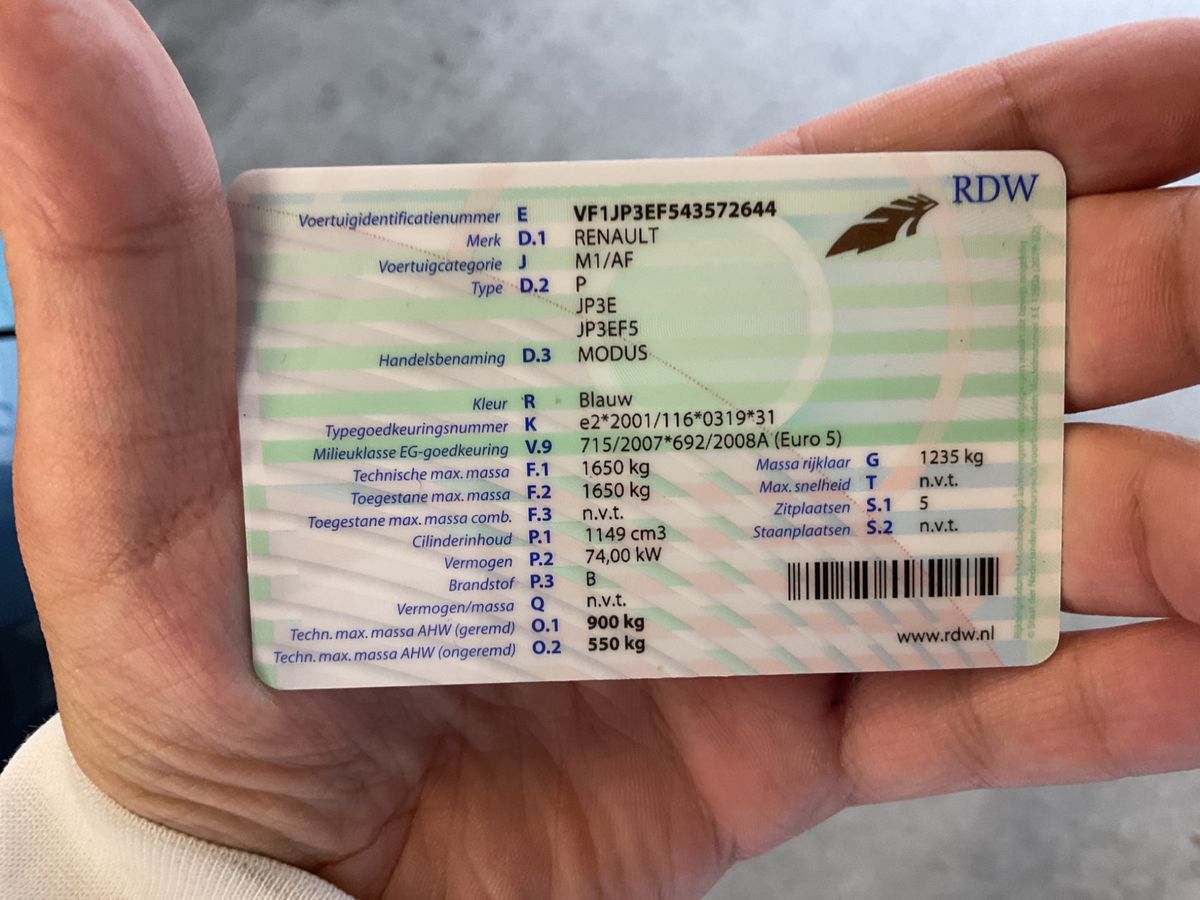 RDW
Voertuigidentificatienummer E VF1JP3EF543572644
Merk D.1 RENAULT
Voertuigcategorie J M1/AF
Type D.2 P
JP3E
JP3EF5
Handelsbenaming D.3 MODUS
Kleur R Blauw
Typegoedkeuringsnummer K e2*2001/116*0319*31
Milieuklasse EG-goedkeuring V.9 715/2007*692/2008A (Euro 5)
Technische max. massa F.1 1650 kg
Toegestane max. massa F.2 1650 kg
Toegestane max. massa comb. F.3 n.v.t.
Cilinderinhoud P.1 1149 cm3
Vermogen P.2 74,00 kW
Brandstof P.3 B
Vermogen/massa Q n.v.t.
Techn. max. massa AHW (geremd) O.1 900 kg
Techn. max. massa AHW (ongeremd) O.2 550 kg
Massa rijklaar G 1235 kg
Max. snelheid T n.v.t.
Zitplaatsen S.1 5
Staanplaatsen S.2 n.v.t.
www.rdw.nl